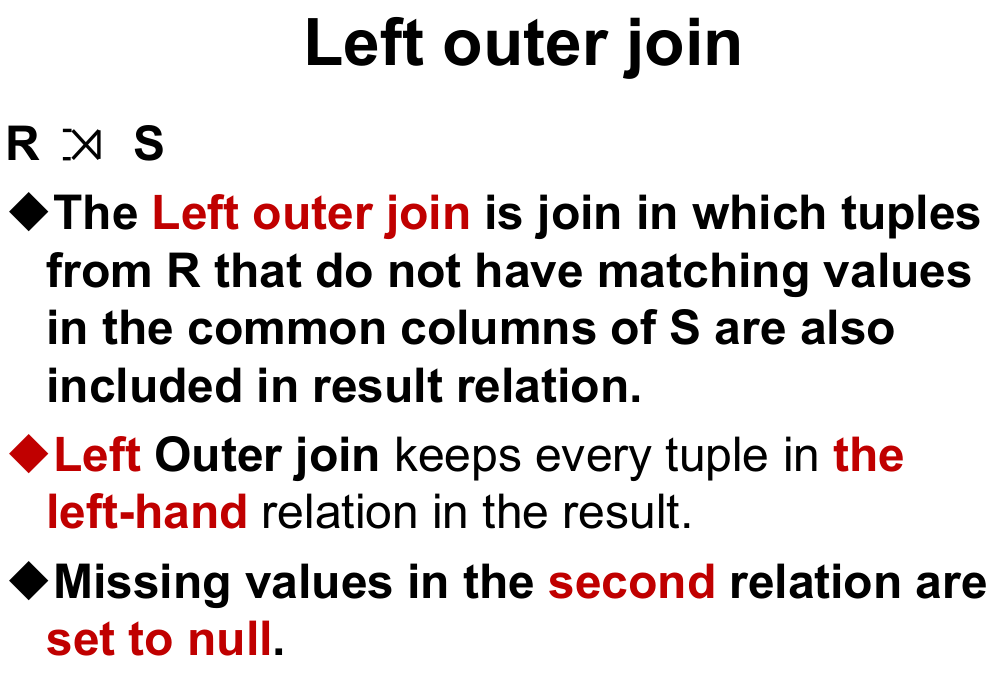 Left outer join
R ⟕ S
◆The Left outer join is join in which tuples
from R that do not have matching values
in the common columns of S are also
included in result relation.
◆Left Outer join keeps every tuple in the
left-hand relation in the result.
◆Missing values in the second relation are
set to null.